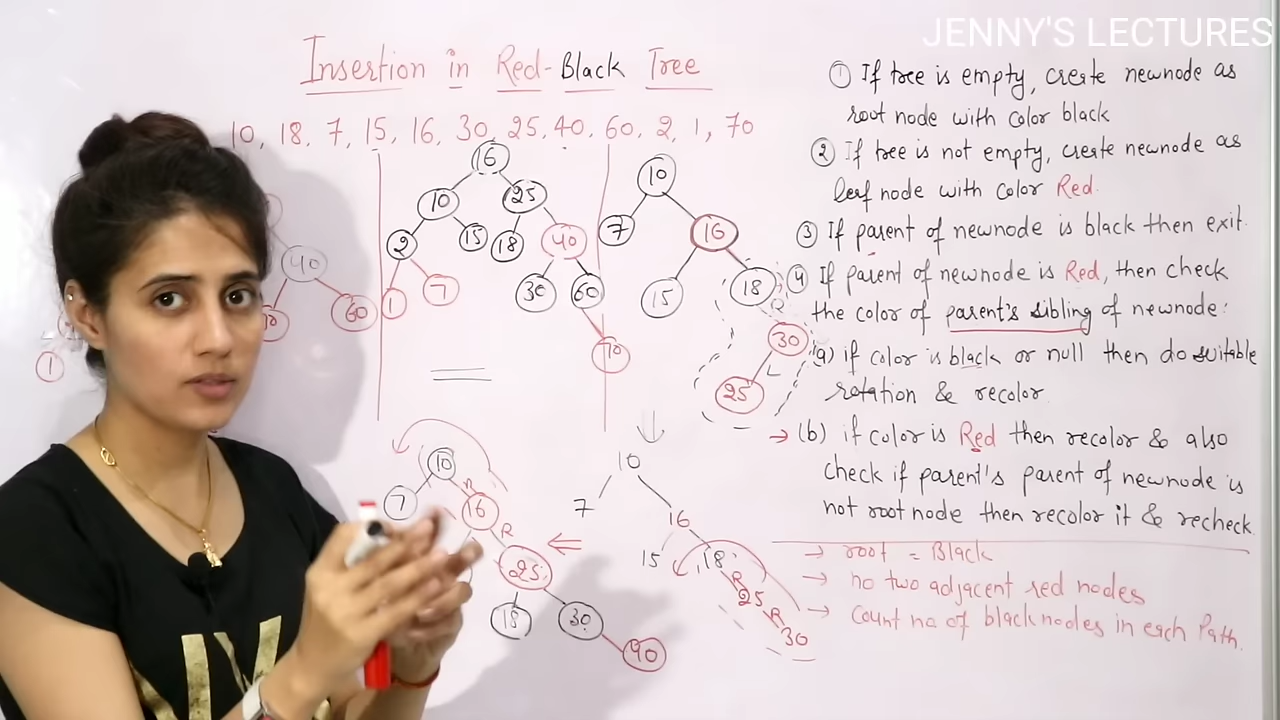 JENNY'S LECTURES
Insertion in Red-Black Tree
10, 18, 7, 15, 16, 30, 25, 40, 60, 2, 1, 70
16
10 25
2 15 18 40
1 7 30 60
70
10
7 16
15 18
R
30
L
25
40
60
1
10
7 16
15 18
R
25
R
30
10
R
7 16
R
25
18 30
40
① If tree is empty, create newnode as
root node with color black
② If tree is not empty, create newnode as
leaf node with color Red.
③ If parent of newnode is black then exit.
④ If parent of newnode is Red, then check
the color of parent's sibling of newnode:
(a) if color is black or null then do suitable
rotation & recolor
→ (b) if color is Red then recolor & also
check if parent's parent of newnode is
not root node then recolor it & recheck
→ root = Black
→ no two adjacent red nodes
→ Count no of black nodes in each Path.